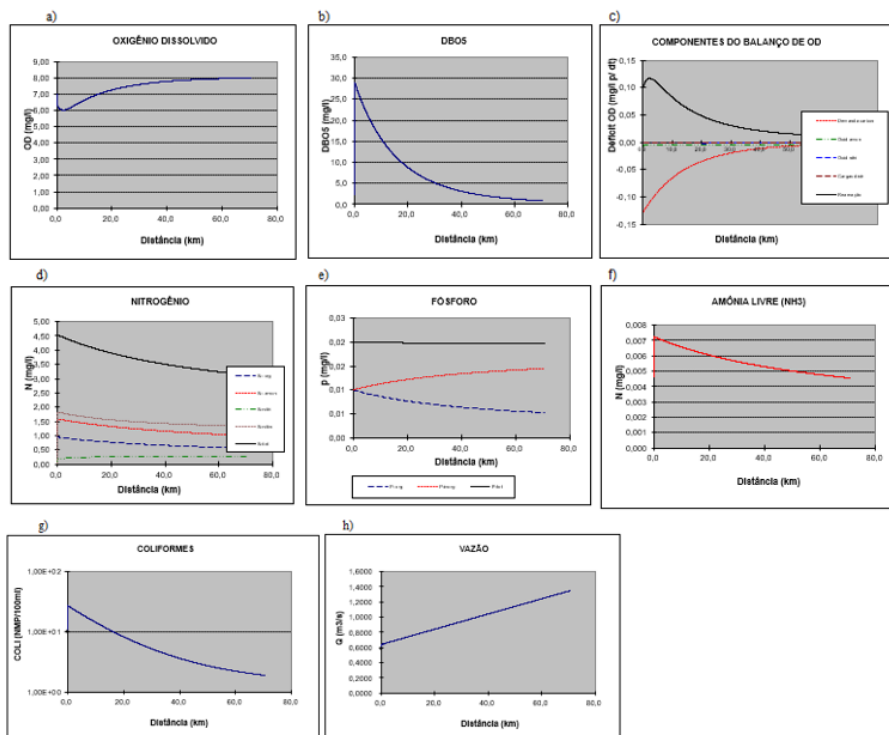 a)
OXIGÊNIO DISSOLVIDO
9,00
8,00
7,00
6,00
5,00
4,00
3,00
2,00
1,00
0,00
OD (mg/l)
0,0 20,0 40,0 60,0 80,0
Distância (km)
b)
DBO5
35,0
30,0
25,0
20,0
15,0
10,0
5,0
0,0
DBO5 (mg/l)
0,0 20,0 40,0 60,0 80,0
Distância (km)
c)
COMPONENTES DO BALANÇO DE OD
0,15
0,10
0,05
0,00
-0,05
-0,10
-0,15
Déficit OD (mg/l p/ dt)
10,0 20,0 30,0 40,0 50,0
Distância (km)
d)
NITROGÊNIO
5,00
4,50
4,00
3,50
3,00
2,50
2,00
1,50
1,00
0,50
0,00
N (mg/l)
0,0 20,0 40,0 60,0 80,0
Distância (km)
e)
FÓSFORO
0,03
0,02
0,02
0,01
0,01
0,00
p (mg/l)
0,0 20,0 40,0 60,0 80,0
Distância (km)
f)
AMÔNIA LIVRE (NH3)
0,008
0,007
0,006
0,005
0,004
0,003
0,002
0,001
0,000
N (mg/l)
0,0 20,0 40,0 60,0 80,0
Distância (km)
g)
COLIFORMES
1,00E+02
1,00E+01
1,00E+00
COLI (NMP/100ml)
0,0 20,0 40,0 60,0 80,0
Distância (km)
h)
VAZÃO
1,6000
1,4000
1,2000
1,0000
0,8000
0,6000
0,4000
0,2000
0,0000
Q (m3/s)
0,0 20,0 40,0 60,0 80,0
Distância (km)